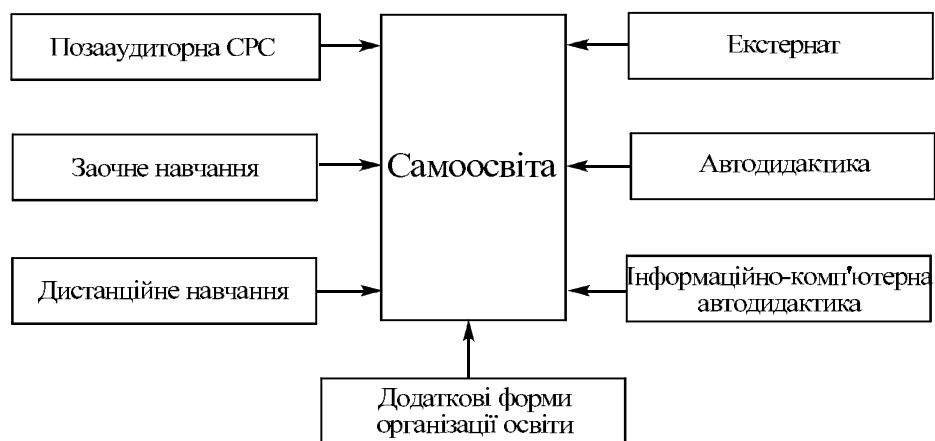 Позааудиторна СРС
Екстернат
Заочне навчання
Самоосвіта
Автодидактика
Дистанційне навчання
Інформаційно-комп'ютерна
автодидактика
Додаткові форми
організації освіти